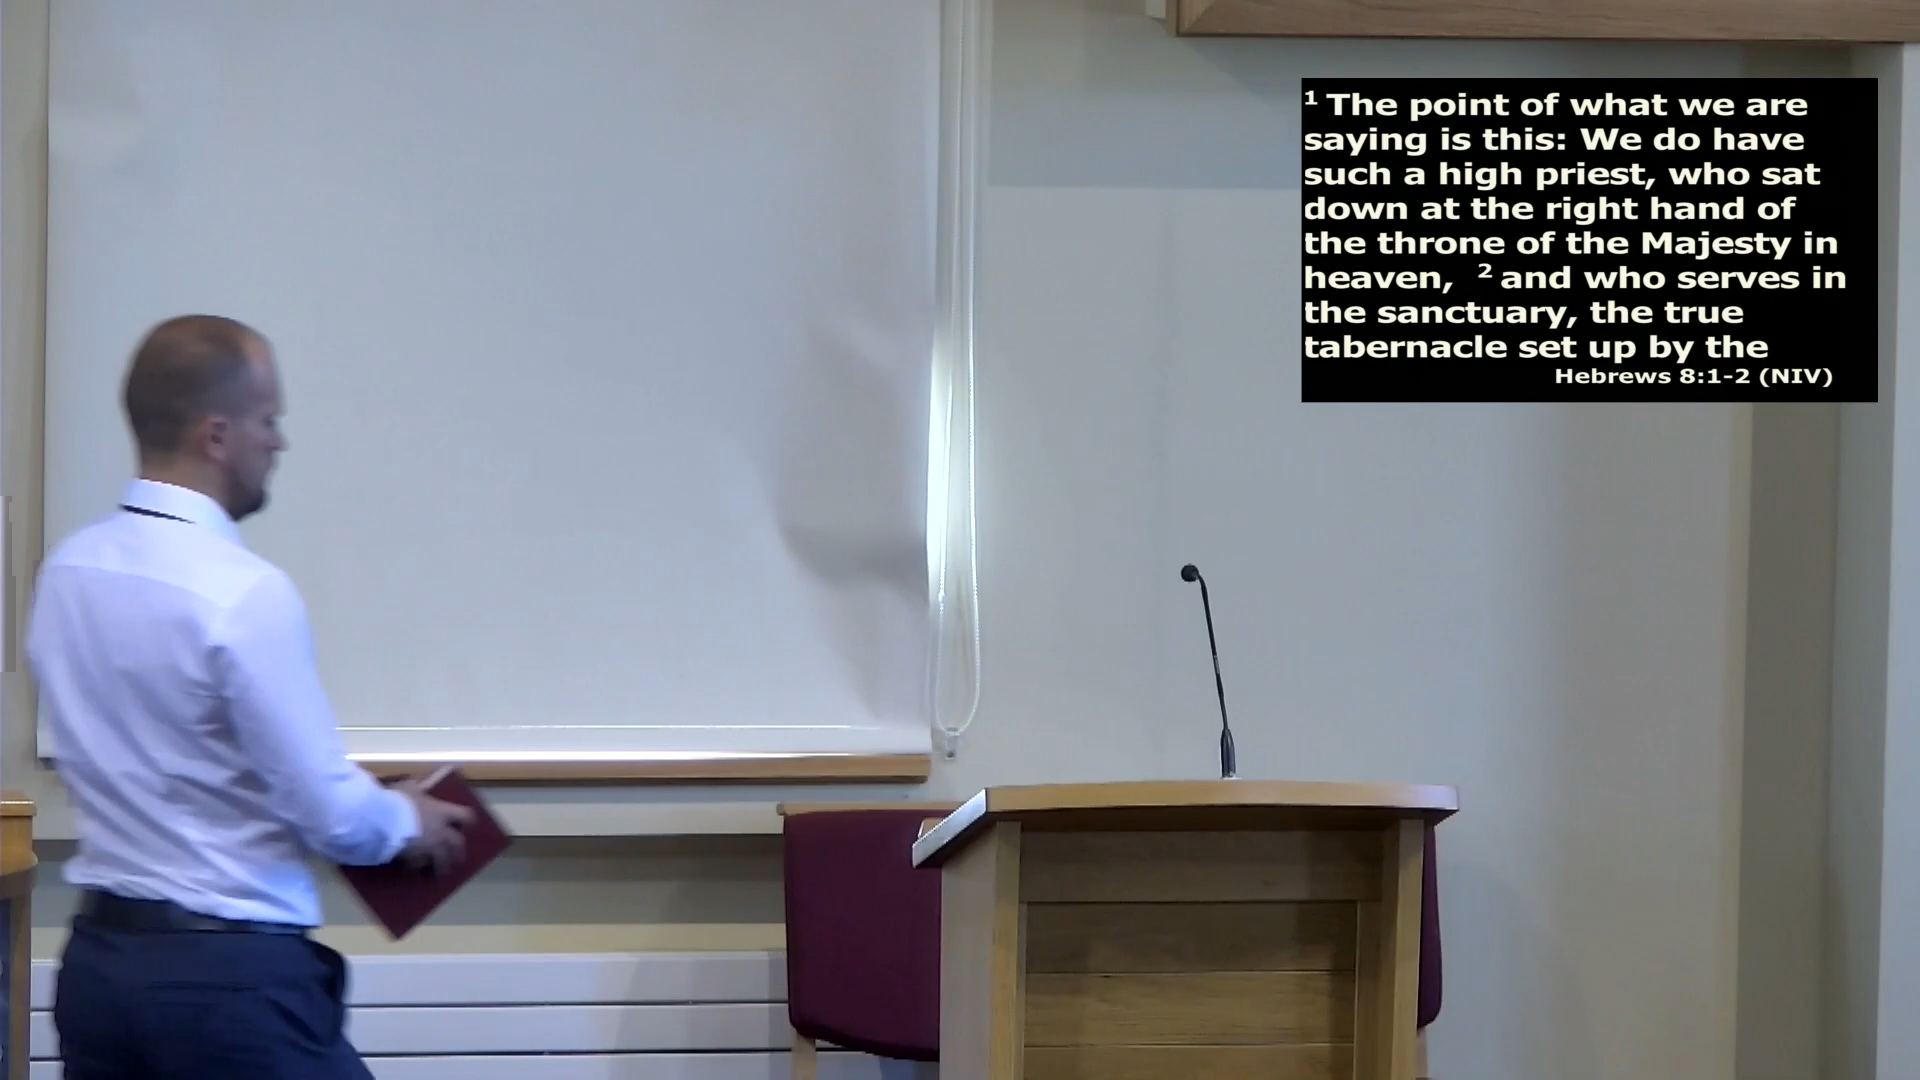 1 The point of what we are
saying is this: We do have
such a high priest, who sat
down at the right hand of
the throne of the Majesty in
heaven, 2 and who serves in
the sanctuary, the true
tabernacle set up by the
Hebrews 8:1-2 (NIV)